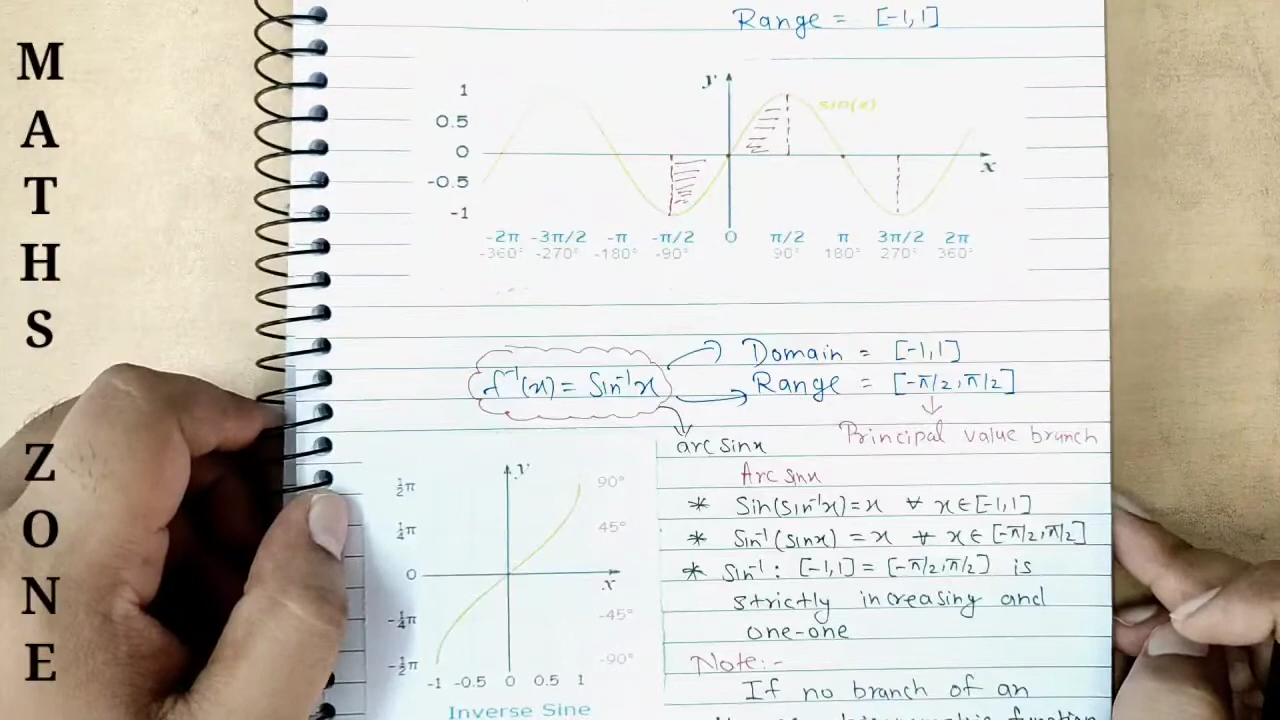 MATHS ZONE
Range = [-1,1]
y
1
0.5
0
-0.5
-1
sin(x)
x
-2π -3π/2 -π -π/2 0 π/2 π 3π/2 2π
-360° -270° -180° -90° 90° 180° 270° 360°
f⁻¹(x) = Sin⁻¹x
Domain = [-1,1]
Range = [-π/2,π/2]
arc sinx
Principal value branch
Arc sinx
* Sin(sin⁻¹x)=x ∀ x∈[-1,1]
* Sin⁻¹(sinx) = x ∀ x∈[-π/2,π/2]
* Sin⁻¹: [-1,1] = [-π/2,π/2] is
strictly increasing and
one-one
Note:-
If no branch of an
y
½π 90°
¼π 45°
0 x
-¼π -45°
-½π -90°
-1 -0.5 0 0.5 1
Inverse Sine